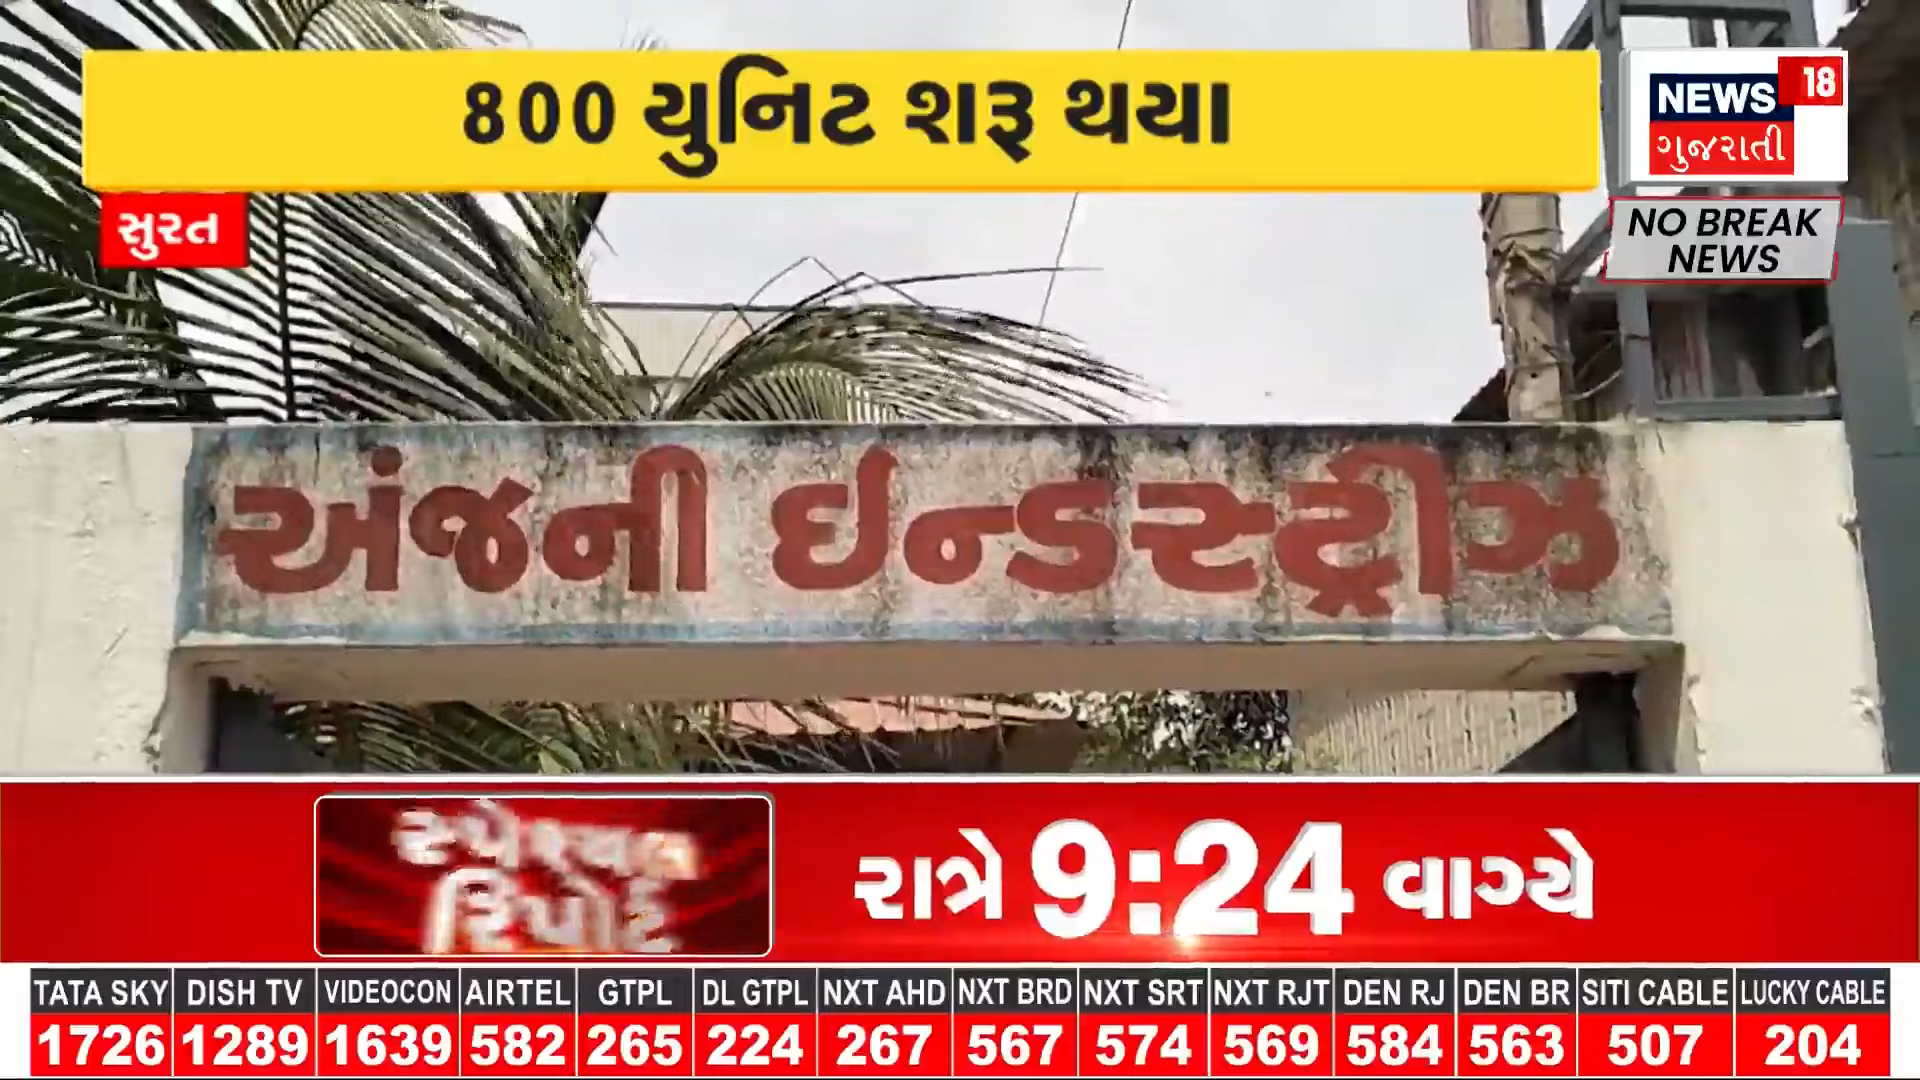 800 યુનિટ શરૂ થયા
NEWS 18
ગુજરાતી
સુરત
NO BREAK
NEWS
અંજની ઇન્ડસ્ટ્રીઝ
સ્પેશ્યલ
રિપોર્ટ
રાત્રે 9:24 વાગ્યે
TATA SKY DISH TV VIDEOCON AIRTEL GTPL DL GTPL NXT AHD NXT BRD NXT SRT NXT RJT DEN RJ DEN BR SITI CABLE LUCKY CABLE
1726 1289 1639 582 265 224 267 567 574 569 584 563 507 204